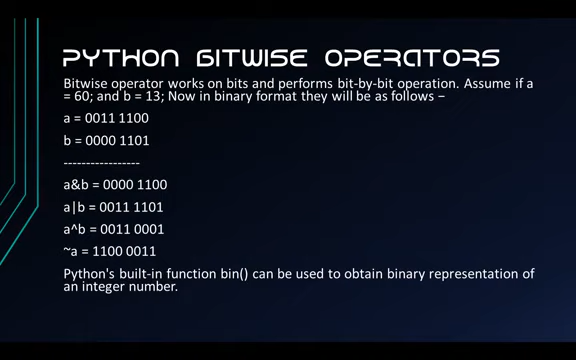 PYTHON BITWISE OPERATORS
Bitwise operator works on bits and performs bit-by-bit operation. Assume if a
= 60; and b = 13; Now in binary format they will be as follows −
a = 0011 1100
b = 0000 1101
-----------------
a&b = 0000 1100
a|b = 0011 1101
a^b = 0011 0001
~a = 1100 0011
Python's built-in function bin() can be used to obtain binary representation of
an integer number.